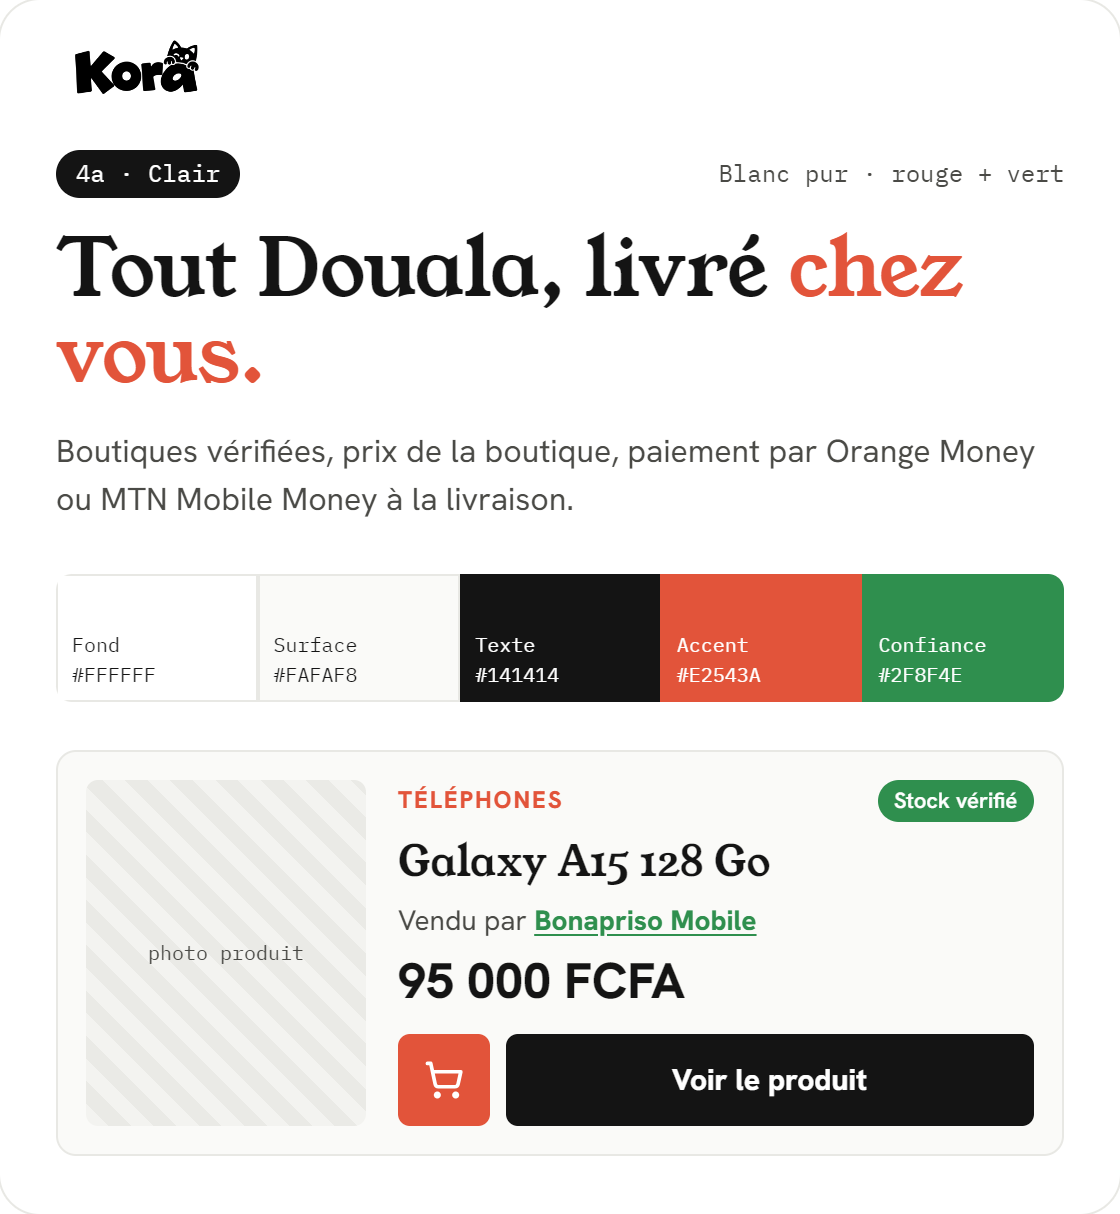 Kora
4a · Clair
Blanc pur · rouge + vert
Tout Douala, livré chez
vous.
Boutiques vérifiées, prix de la boutique, paiement par Orange Money
ou MTN Mobile Money à la livraison.
Fond
#FFFFFF
Surface
#FAFAF8
Texte
#141414
Accent
#E2543A
Confiance
#2F8F4E
photo produit
TÉLÉPHONES
Stock vérifié
Galaxy A15 128 Go
Vendu par Bonapriso Mobile
95 000 FCFA
Voir le produit